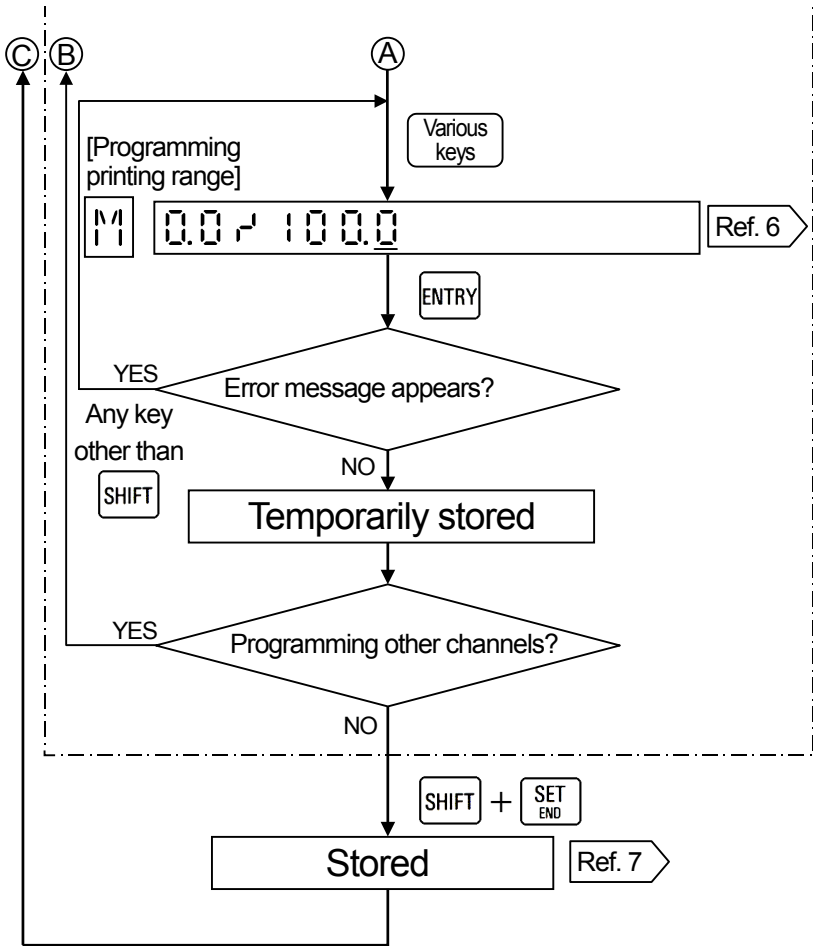 C B A
Various
keys
[Programming
printing range]
M 0.0 ~ 100.0 Ref. 6
ENTRY
YES
Error message appears?
Any key
other than
SHIFT
NO
Temporarily stored
YES
Programming other channels?
NO
SHIFT + SET
END
Stored Ref. 7